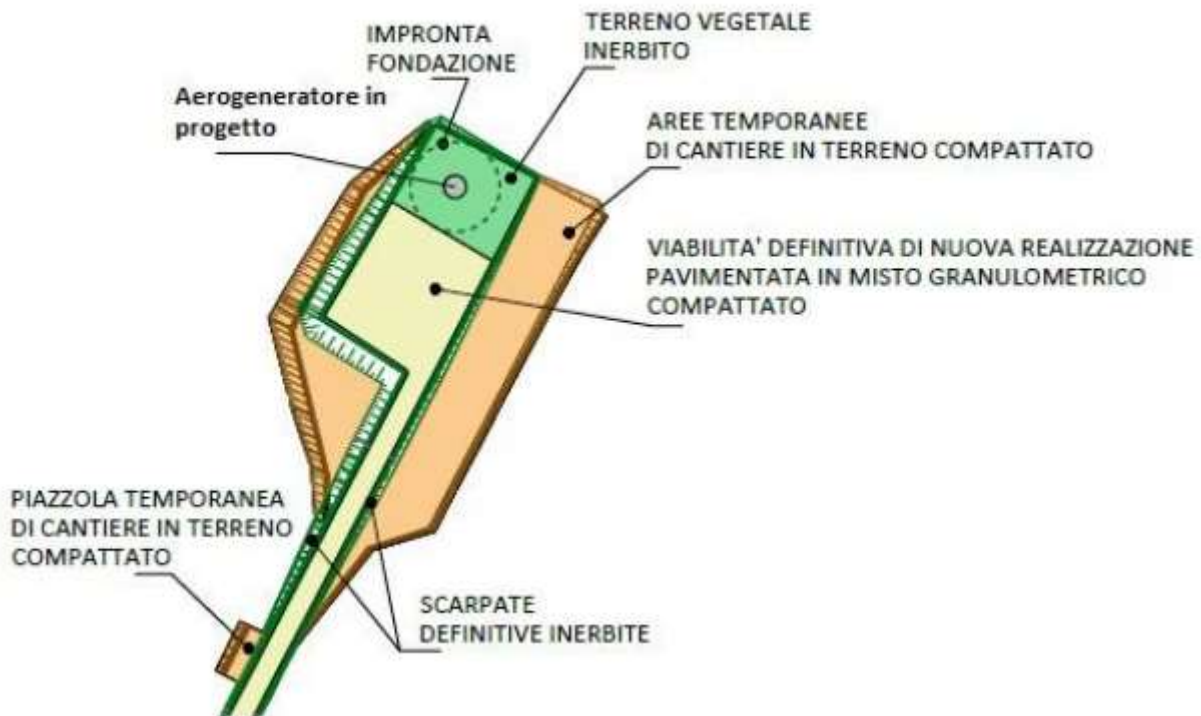 IMPRONTA
FONDAZIONE
TERRENO VEGETALE
INERBITO
Aerogeneratore in
progetto
AREE TEMPORANEE
DI CANTIERE IN TERRENO COMPATTATO
VIABILITA' DEFINITIVA DI NUOVA REALIZZAZIONE
PAVIMENTATA IN MISTO GRANULOMETRICO
COMPATTATO
PIAZZOLA TEMPORANEA
DI CANTIERE IN TERRENO
COMPATTATO
SCARPATE
DEFINITIVE INERBITE